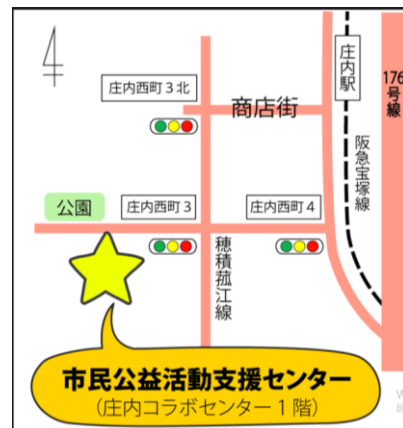 庄内駅
176
号線
庄内西町3北
商店街
阪急宝塚線
公園
庄内西町3
庄内西町4
穂積菰江線
市民公益活動支援センター
(庄内コラボセンター1階)